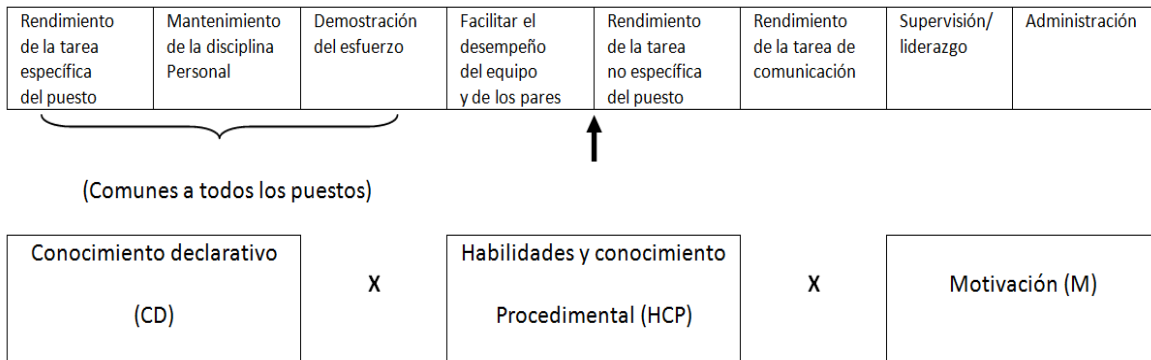 Rendimiento
de la tarea
específica
del puesto
Mantenimiento
de la disciplina
Personal
Demostración
del esfuerzo
Facilitar el
desempeño
del equipo
y de los pares
Rendimiento
de la tarea
no específica
del puesto
Rendimiento
de la tarea de
comunicación
Supervisión/
liderazgo
Administración
(Comunes a todos los puestos)
Conocimiento declarativo
(CD)
X
Habilidades y conocimiento
Procedimental (HCP)
X
Motivación (M)